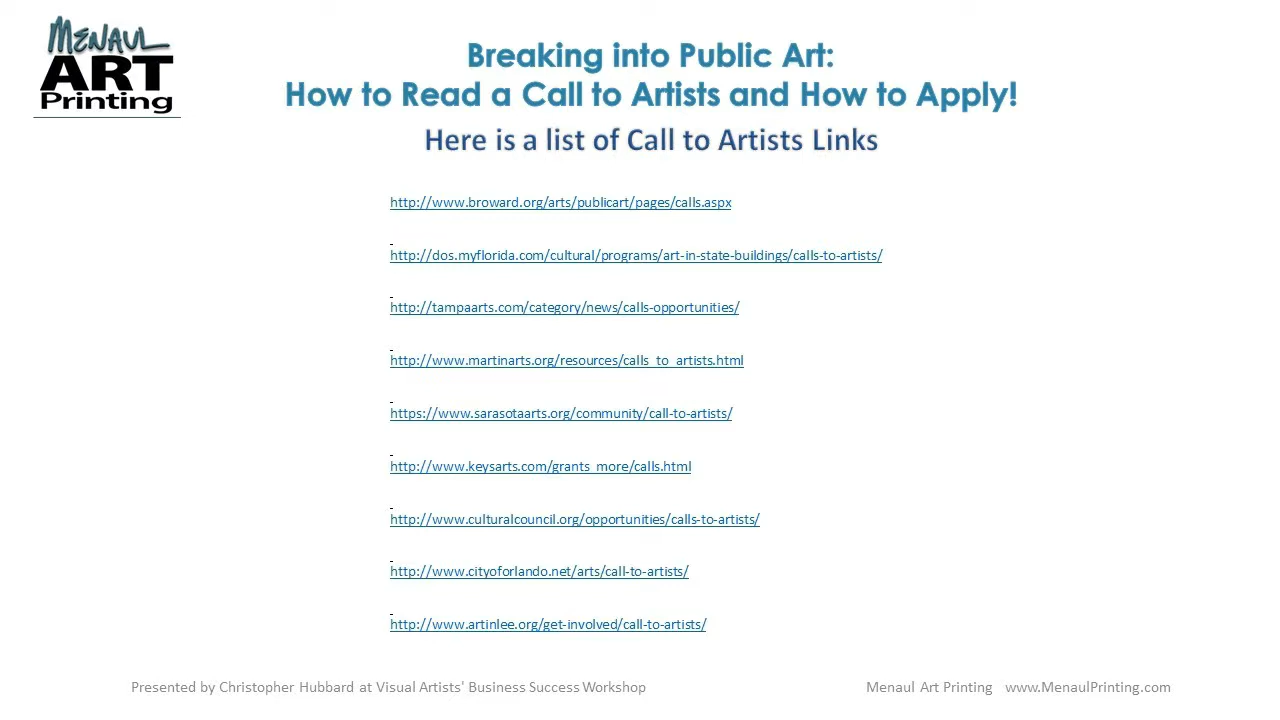 MENAUL
ART
Printing
Breaking into Public Art:
How to Read a Call to Artists and How to Apply!
Here is a list of Call to Artists Links
http://www.broward.org/arts/publicart/pages/calls.aspx
http://dos.myflorida.com/cultural/programs/art-in-state-buildings/calls-to-artists/
http://tampaarts.com/category/news/calls-opportunities/
http://www.martinarts.org/resources/calls_to_artists.html
https://www.sarasotaarts.org/community/call-to-artists/
http://www.keysarts.com/grants_more/calls.html
http://www.culturalcouncil.org/opportunities/calls-to-artists/
http://www.cityoforlando.net/arts/call-to-artists/
http://www.artinlee.org/get-involved/call-to-artists/
Presented by Christopher Hubbard at Visual Artists' Business Success Workshop
Menaul Art Printing www.MenaulPrinting.com